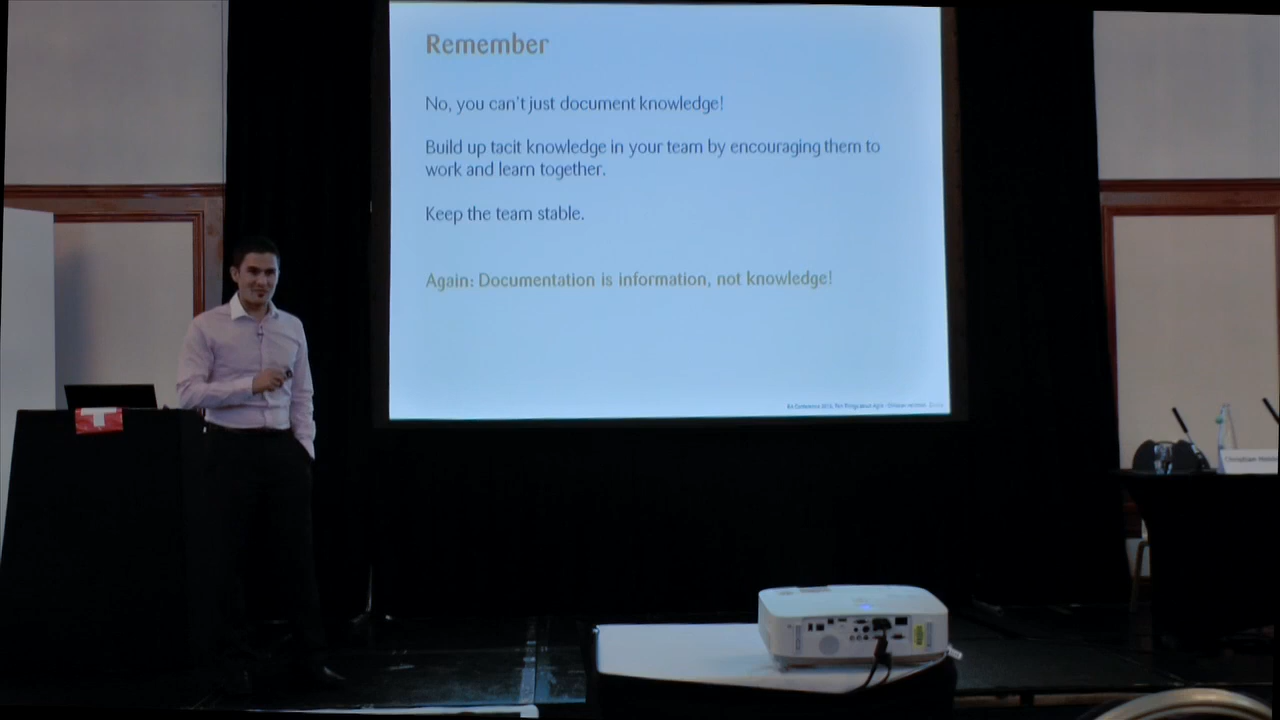 Remember
No, you can't just document knowledge!
Build up tacit knowledge in your team by encouraging them to
work and learn together.
Keep the team stable.
Again: Documentation is information, not knowledge!
T
Christian